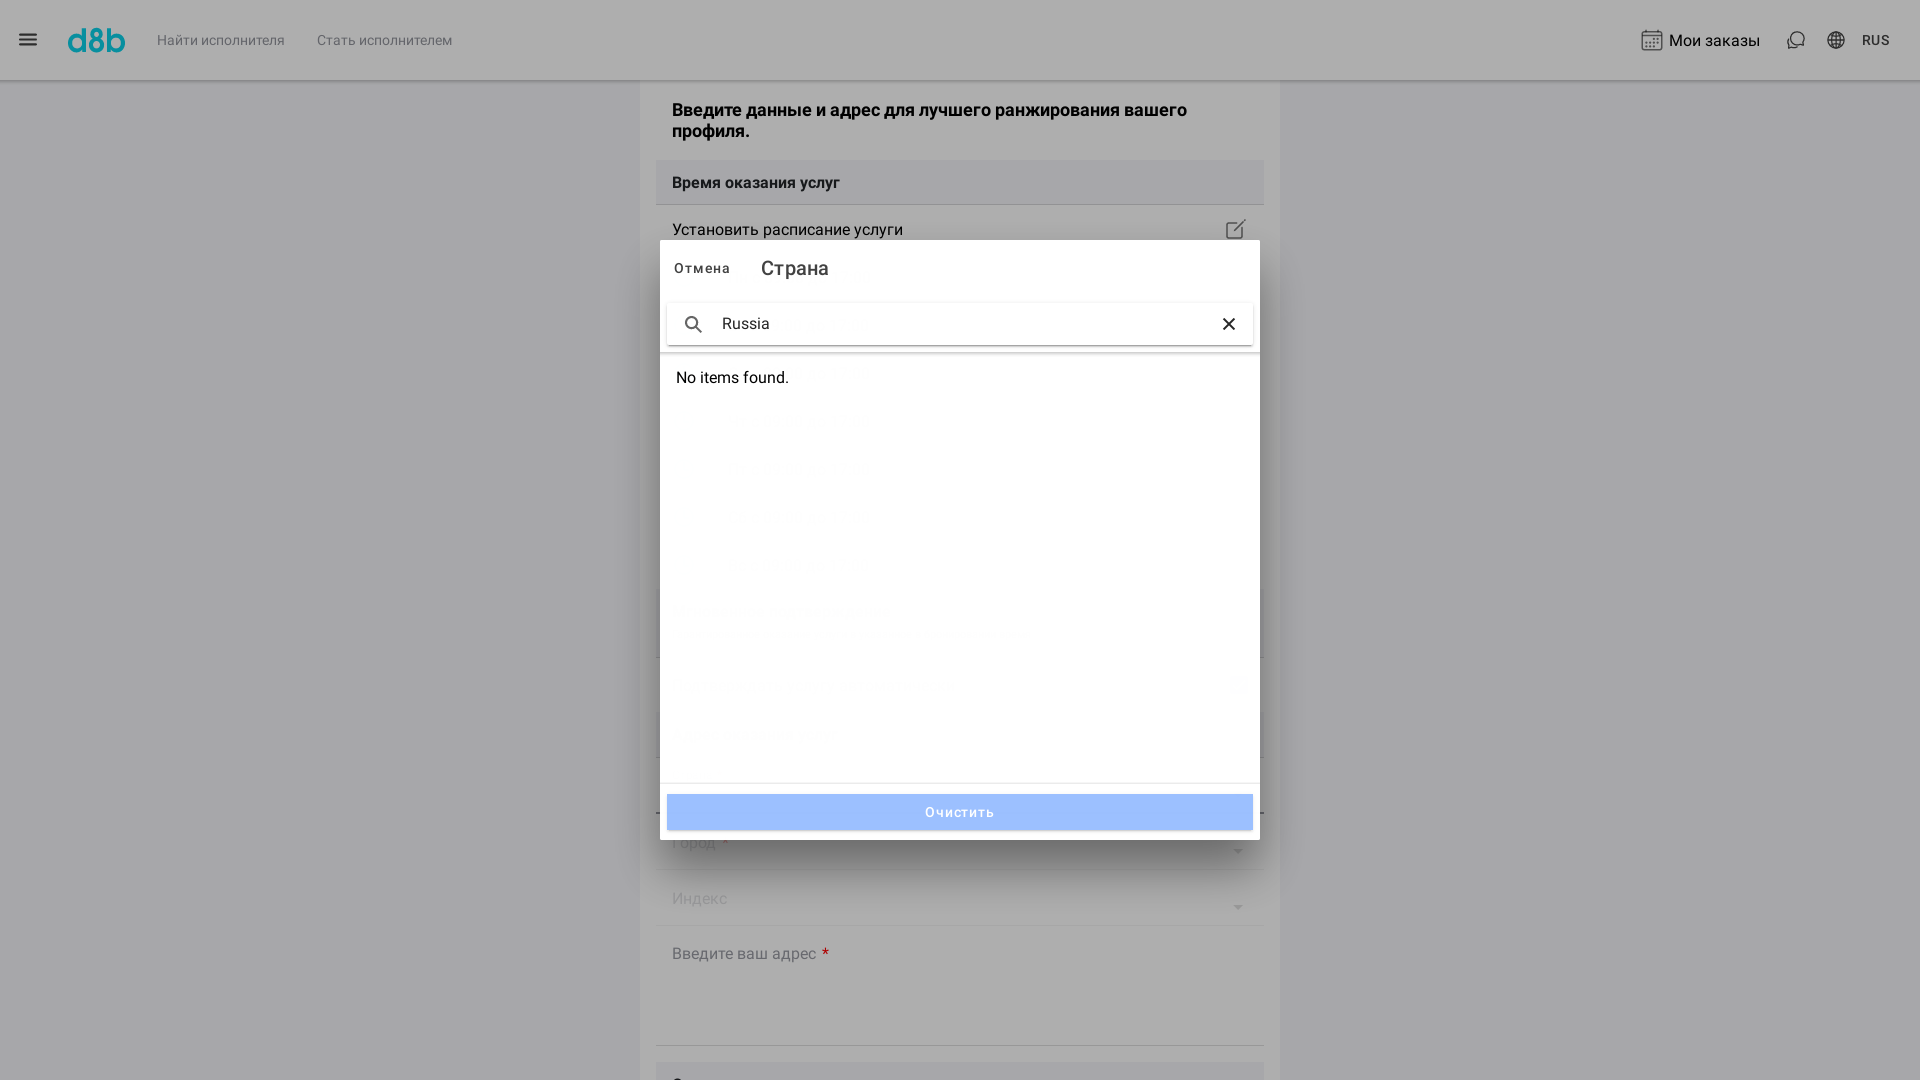 d8b
Найти исполнителя
Стать исполнителем
Мои заказы
RUS
Введите данные и адрес для лучшего ранжирования вашего
профиля.
Время оказания услуг
Установить расписание услуги
Отмена
Страна
Russia
No items found.
Очистить
Город *
Индекс
Введите ваш адрес *